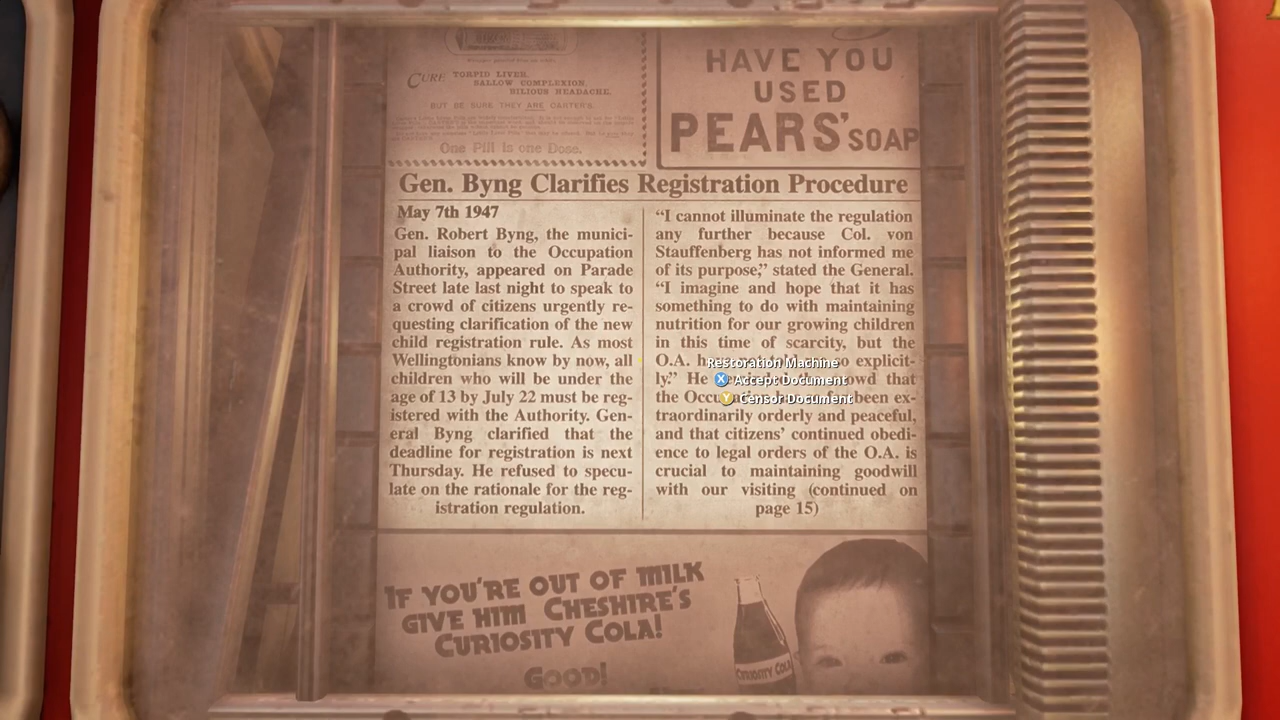 CURE TORPID LIVER.
SALLOW COMPLEXION.
BILIOUS HEADACHE.
BUT BE SURE THEY ARE CARTER'S.
One Pill is one Dose.
HAVE YOU
USED
PEARS' SOAP
Gen. Byng Clarifies Registration Procedure
May 7th 1947
Gen. Robert Byng, the munici-
pal liaison to the Occupation
Authority, appeared on Parade
Street late last night to speak to
a crowd of citizens urgently re-
questing clarification of the new
child registration rule. As most
Wellingtonians know by now, all
children who will be under the
age of 13 by July 22 must be reg-
istered with the Authority. Gen-
eral Byng clarified that the
deadline for registration is next
Thursday. He refused to specu-
late on the rationale for the reg-
istration regulation.
“I cannot illuminate the regulation
any further because Col. von
Stauffenberg has not informed me
of its purpose,” stated the General.
“I imagine and hope that it has
something to do with maintaining
nutrition for our growing children
in this time of scarcity, but the
O.A. so explicit-
ly.” He crowd that
the been ex-
traordinarily orderly and peaceful,
and that citizens’ continued obedi-
ence to legal orders of the O.A. is
crucial to maintaining goodwill
with our visiting (continued on
page 15)
Restoration Machine
X Accept Document
Y Censor Document
IF YOU'RE OUT OF MILK
GIVE HIM CHESHIRE'S
CURIOSITY COLA!
GOOD!
CURIOSITY COLA